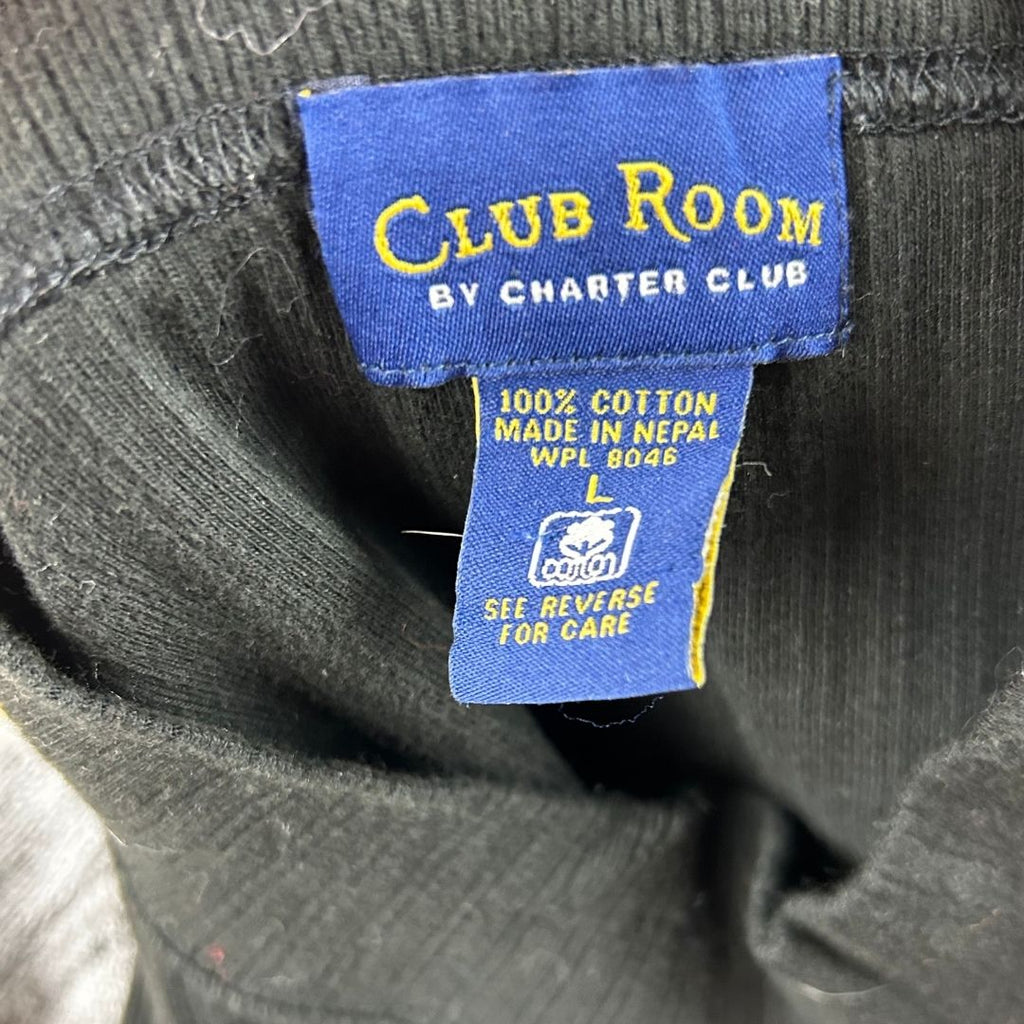 CLUB ROOM
BY CHARTER CLUB
100% COTTON
MADE IN NEPAL
WPL 8046
L
cotton
SEE REVERSE
FOR CARE